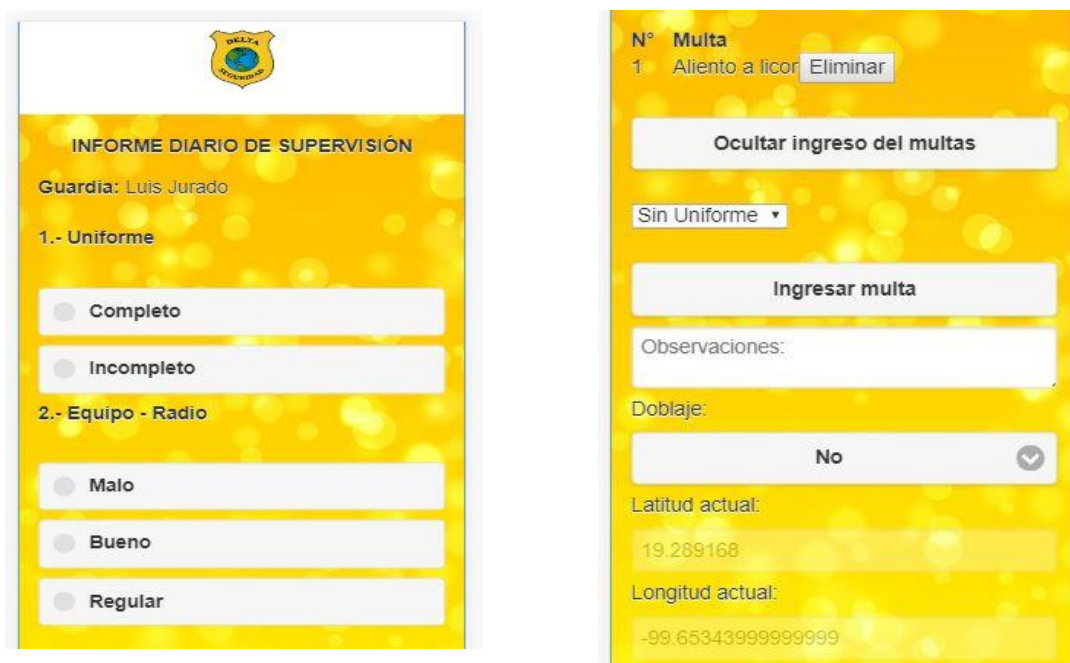 DELTA
SEGURIDAD
INFORME DIARIO DE SUPERVISIÓN
Guardia: Luis Jurado
1.- Uniforme
Completo
Incompleto
2.- Equipo - Radio
Malo
Bueno
Regular
N° Multa
1 Aliento a licor Eliminar
Ocultar ingreso del multas
Sin Uniforme
Ingresar multa
Observaciones:
Doblaje:
No
Latitud actual:
19.289168
Longitud actual:
-99.65343999999999